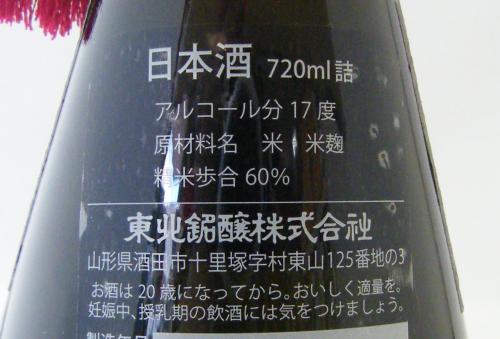 日本酒 720ml詰
アルコール分 17度
原材料名 米・米麹
精米歩合 60%
東北銘醸株式会社
山形県酒田市十里塚字村東山125番地の3
お酒は20歳になってから。おいしく適量を。
妊娠中、授乳期の飲酒には気をつけましょう。
製造年月